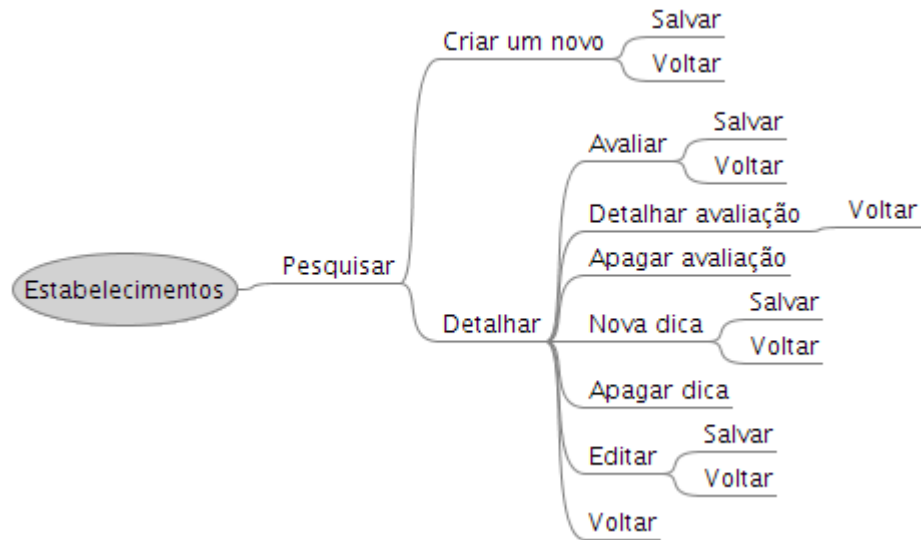 Salvar
Criar um novo
Voltar
Salvar
Avaliar
Voltar
Detalhar avaliação
Voltar
Pesquisar
Apagar avaliação
Estabelecimentos
Salvar
Detalhar
Nova dica
Voltar
Apagar dica
Salvar
Editar
Voltar
Voltar